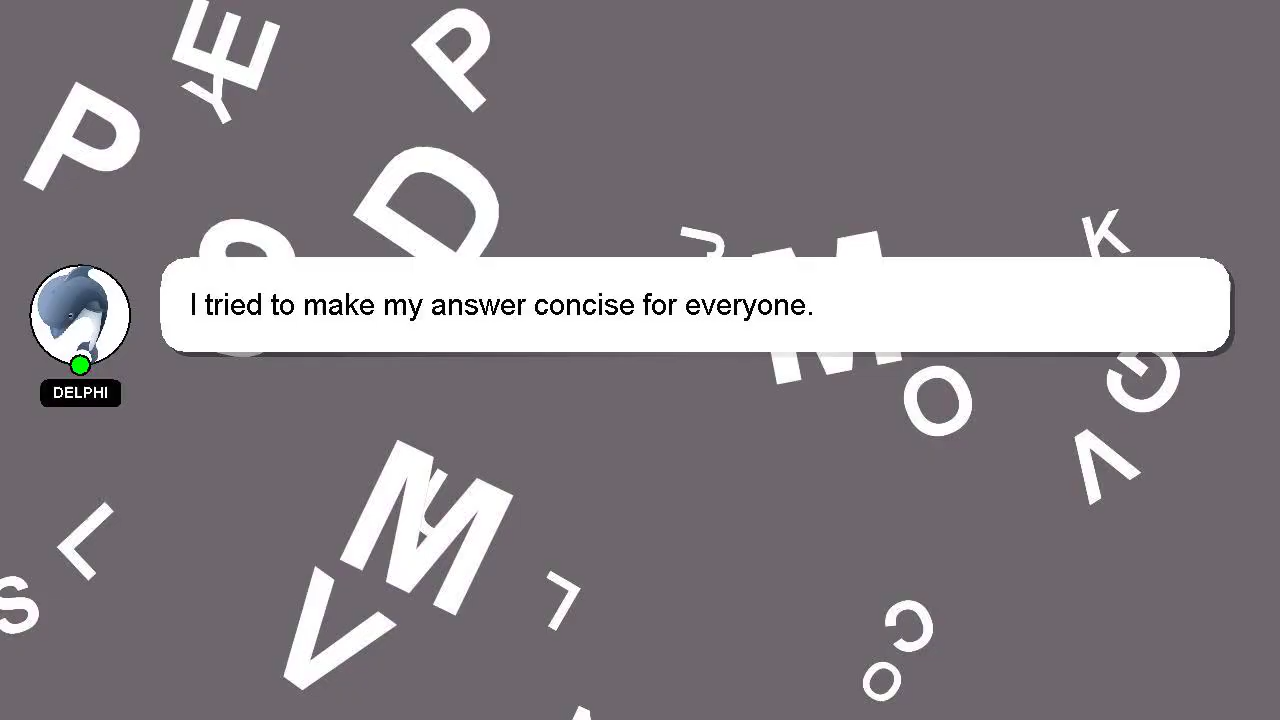 I tried to make my answer concise for everyone.
DELPHI
P
E
Y
P
D
J
M
K
O
G
V
L
S
M
V
L
C
O